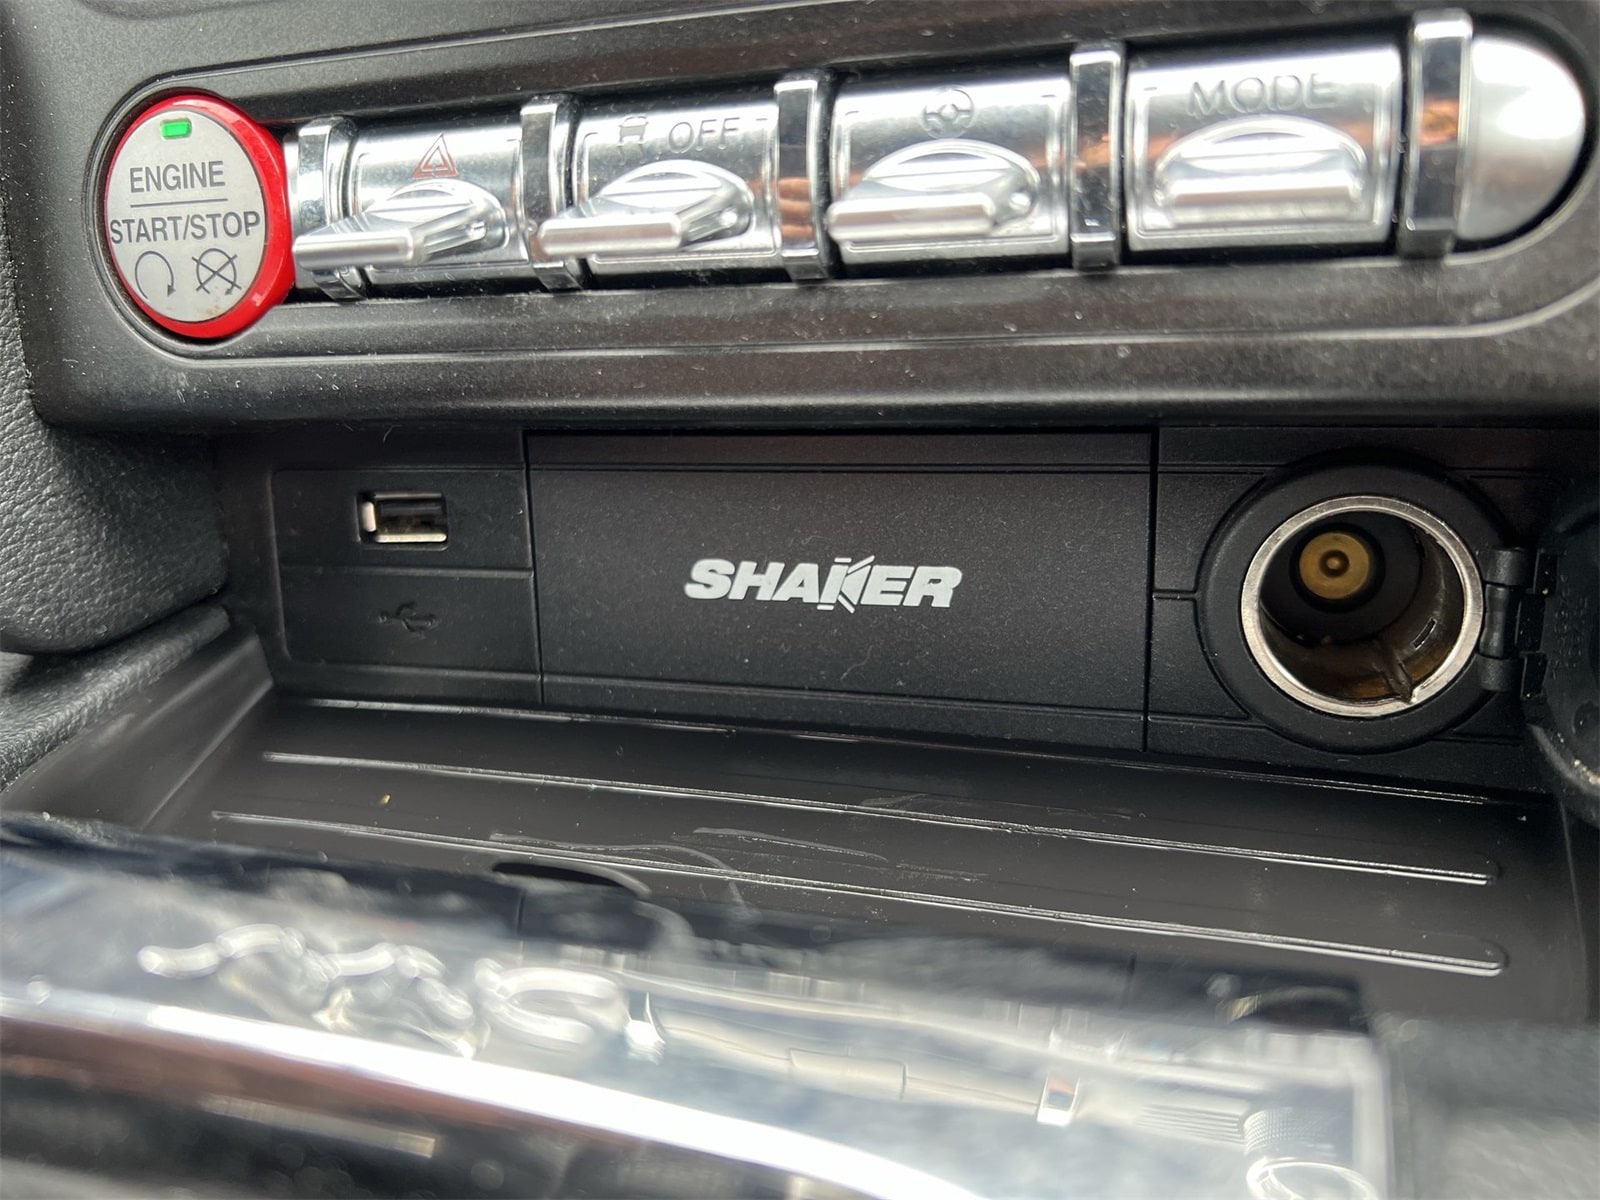 ENGINE
START/STOP
OFF
MODE
SHAKER